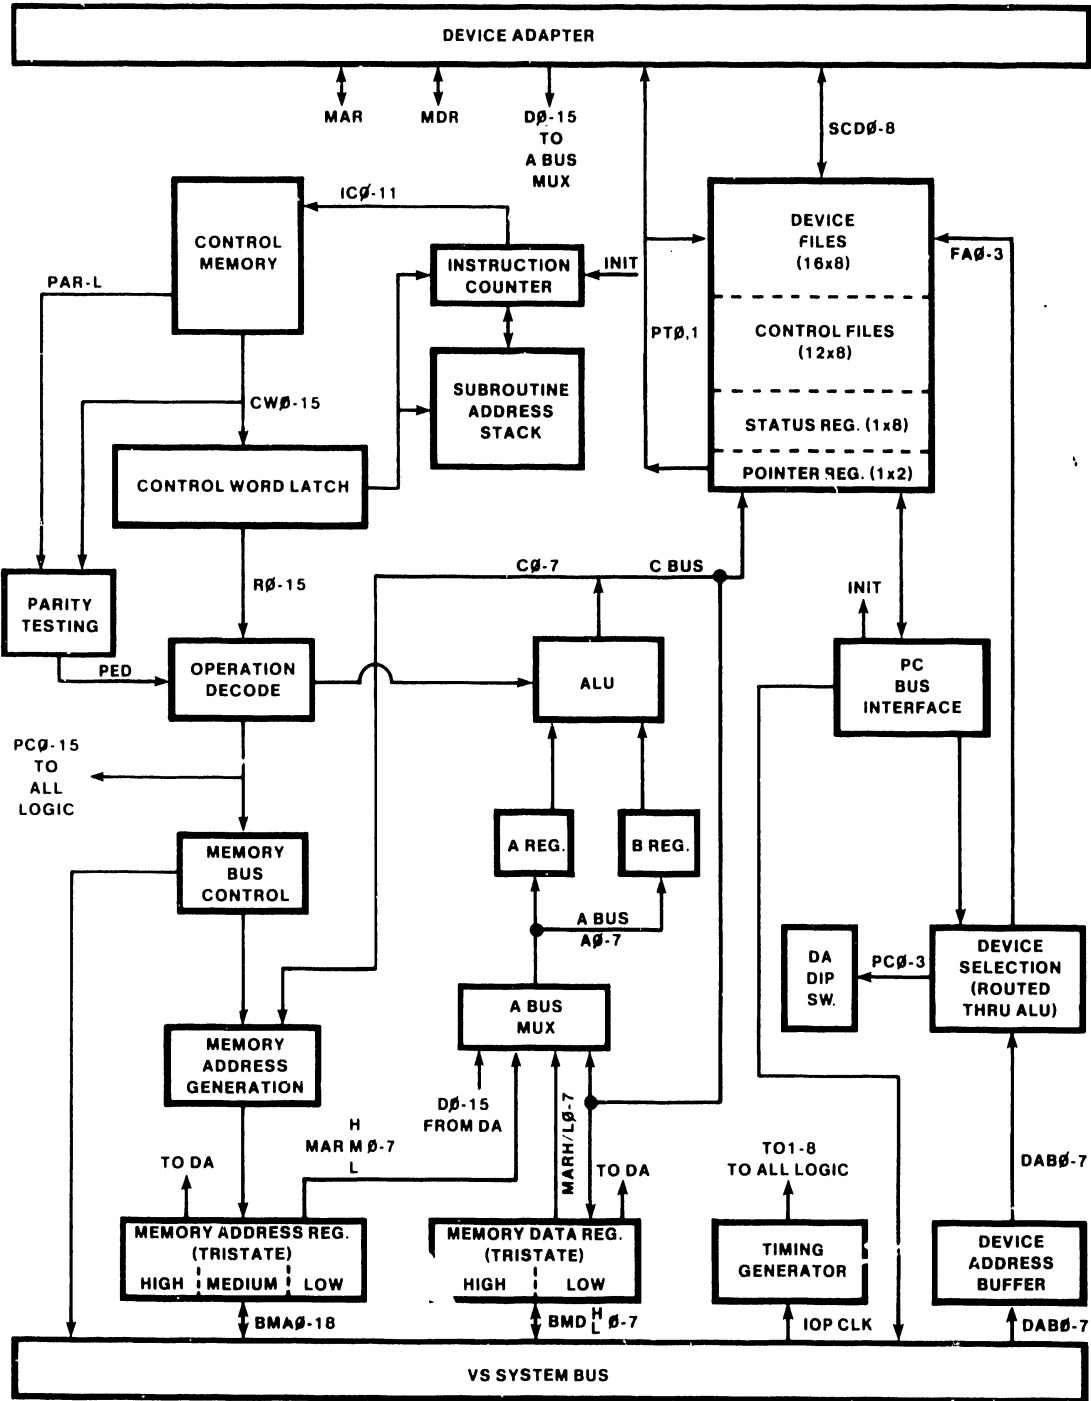 DEVICE ADAPTER
MAR
MDR
DØ-15
TO
A BUS
MUX
SCDØ-8
ICØ-11
CONTROL
MEMORY
PAR-L
INSTRUCTION
COUNTER
INIT
DEVICE
FILES
(16x8)
FAØ-3
PTØ,1
CONTROL FILES
(12x8)
SUBROUTINE
ADDRESS
STACK
CWØ-15
STATUS REG. (1x8)
POINTER REG. (1x2)
CONTROL WORD LATCH
CØ-7
C BUS
RØ-15
INIT
PARITY
TESTING
PED
OPERATION
DECODE
ALU
PC
BUS
INTERFACE
PCØ-15
TO
ALL
LOGIC
MEMORY
BUS
CONTROL
A REG.
B REG.
A BUS
AØ-7
DA
DIP
SW.
PCØ-3
DEVICE
SELECTION
(ROUTED
THRU ALU)
A BUS
MUX
MEMORY
ADDRESS
GENERATION
DØ-15
FROM DA
MARH/LØ-7
H
MAR M Ø-7
L
TO DA
TO DA
TO1-8
TO ALL LOGIC
DABØ-7
MEMORY ADDRESS REG.
(TRISTATE)
HIGH MEDIUM LOW
MEMORY DATA REG.
(TRISTATE)
HIGH LOW
TIMING
GENERATOR
DEVICE
ADDRESS
BUFFER
BMAØ-18
BMD H L Ø-7
IOP CLK
DABØ-7
VS SYSTEM BUS